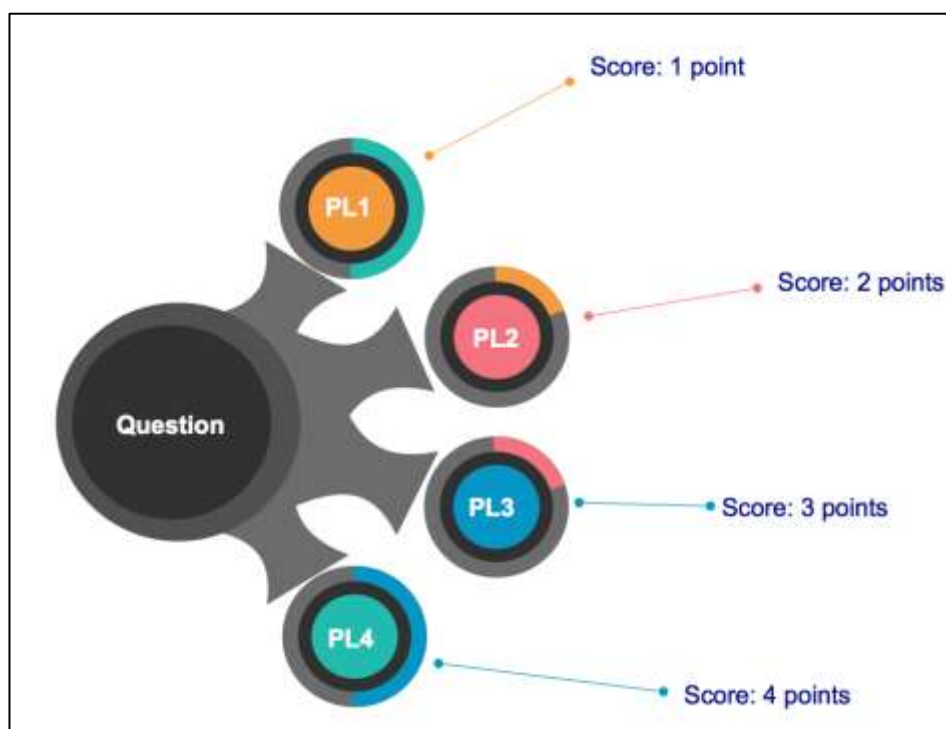 Score: 1 point
PL1
Score: 2 points
PL2
Question
PL3
Score: 3 points
PL4
Score: 4 points